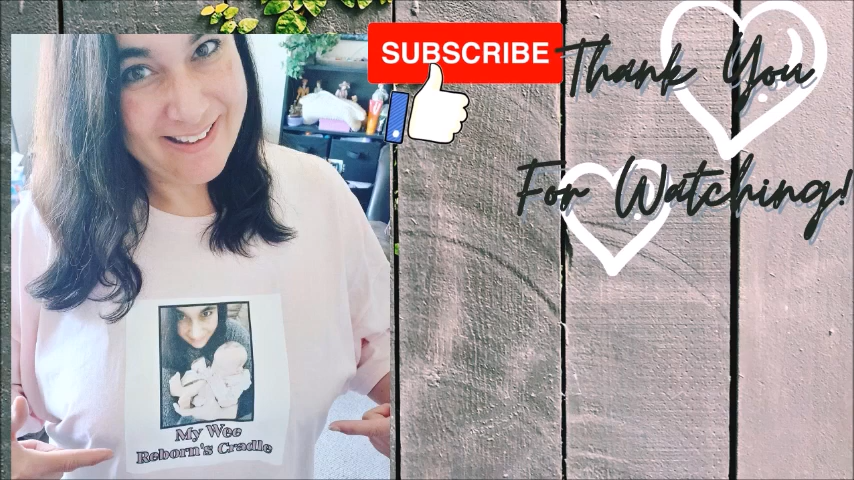 SUBSCRIBE
Thank You
For Watching!
My Wee
Reborn's Cradle